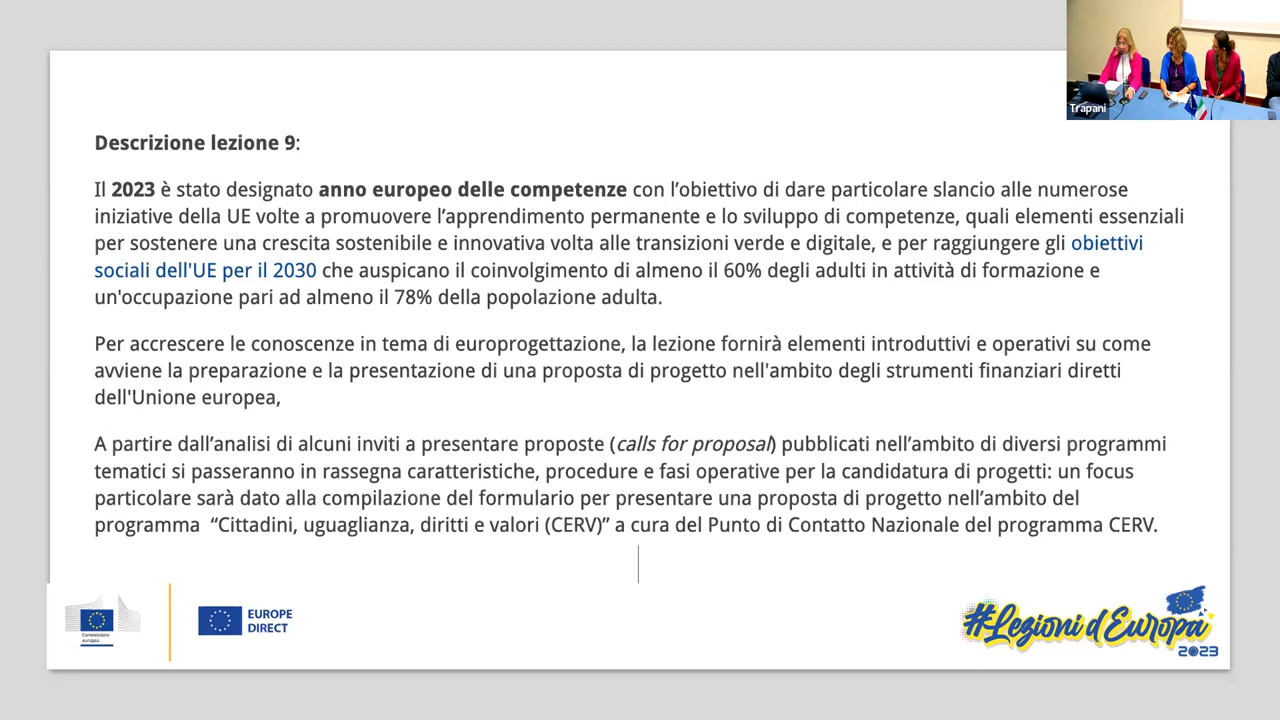 Trapani
Descrizione lezione 9:
Il 2023 è stato designato anno europeo delle competenze con l’obiettivo di dare particolare slancio alle numerose
iniziative della UE volte a promuovere l’apprendimento permanente e lo sviluppo di competenze, quali elementi essenziali
per sostenere una crescita sostenibile e innovativa volta alle transizioni verde e digitale, e per raggiungere gli obiettivi
sociali dell'UE per il 2030 che auspicano il coinvolgimento di almeno il 60% degli adulti in attività di formazione e
un'occupazione pari ad almeno il 78% della popolazione adulta.
Per accrescere le conoscenze in tema di europrogettazione, la lezione fornirà elementi introduttivi e operativi su come
avviene la preparazione e la presentazione di una proposta di progetto nell'ambito degli strumenti finanziari diretti
dell'Unione europea,
A partire dall’analisi di alcuni inviti a presentare proposte (calls for proposal) pubblicati nell’ambito di diversi programmi
tematici si passeranno in rassegna caratteristiche, procedure e fasi operative per la candidatura di progetti: un focus
particolare sarà dato alla compilazione del formulario per presentare una proposta di progetto nell’ambito del
programma “Cittadini, uguaglianza, diritti e valori (CERV)” a cura del Punto di Contatto Nazionale del programma CERV.
Commissione
europea
EUROPE
DIRECT
#Lezioni d'Europa
2023